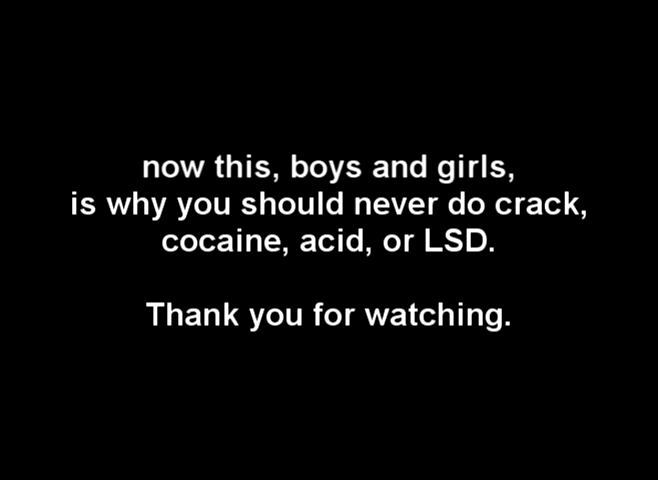 now this, boys and girls,
is why you should never do crack,
cocaine, acid, or LSD.
Thank you for watching.